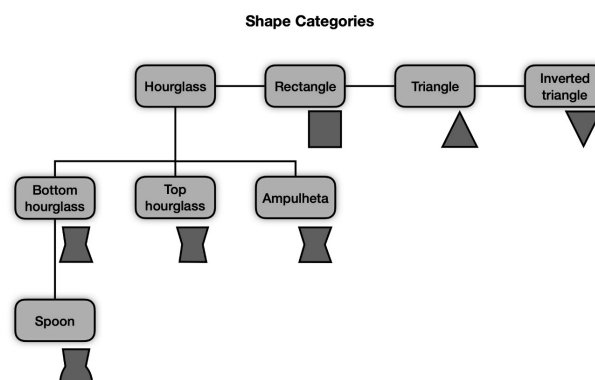 Shape Categories
Hourglass
Rectangle
Triangle
Inverted
triangle
Bottom
hourglass
Top
hourglass
Ampulheta
Spoon